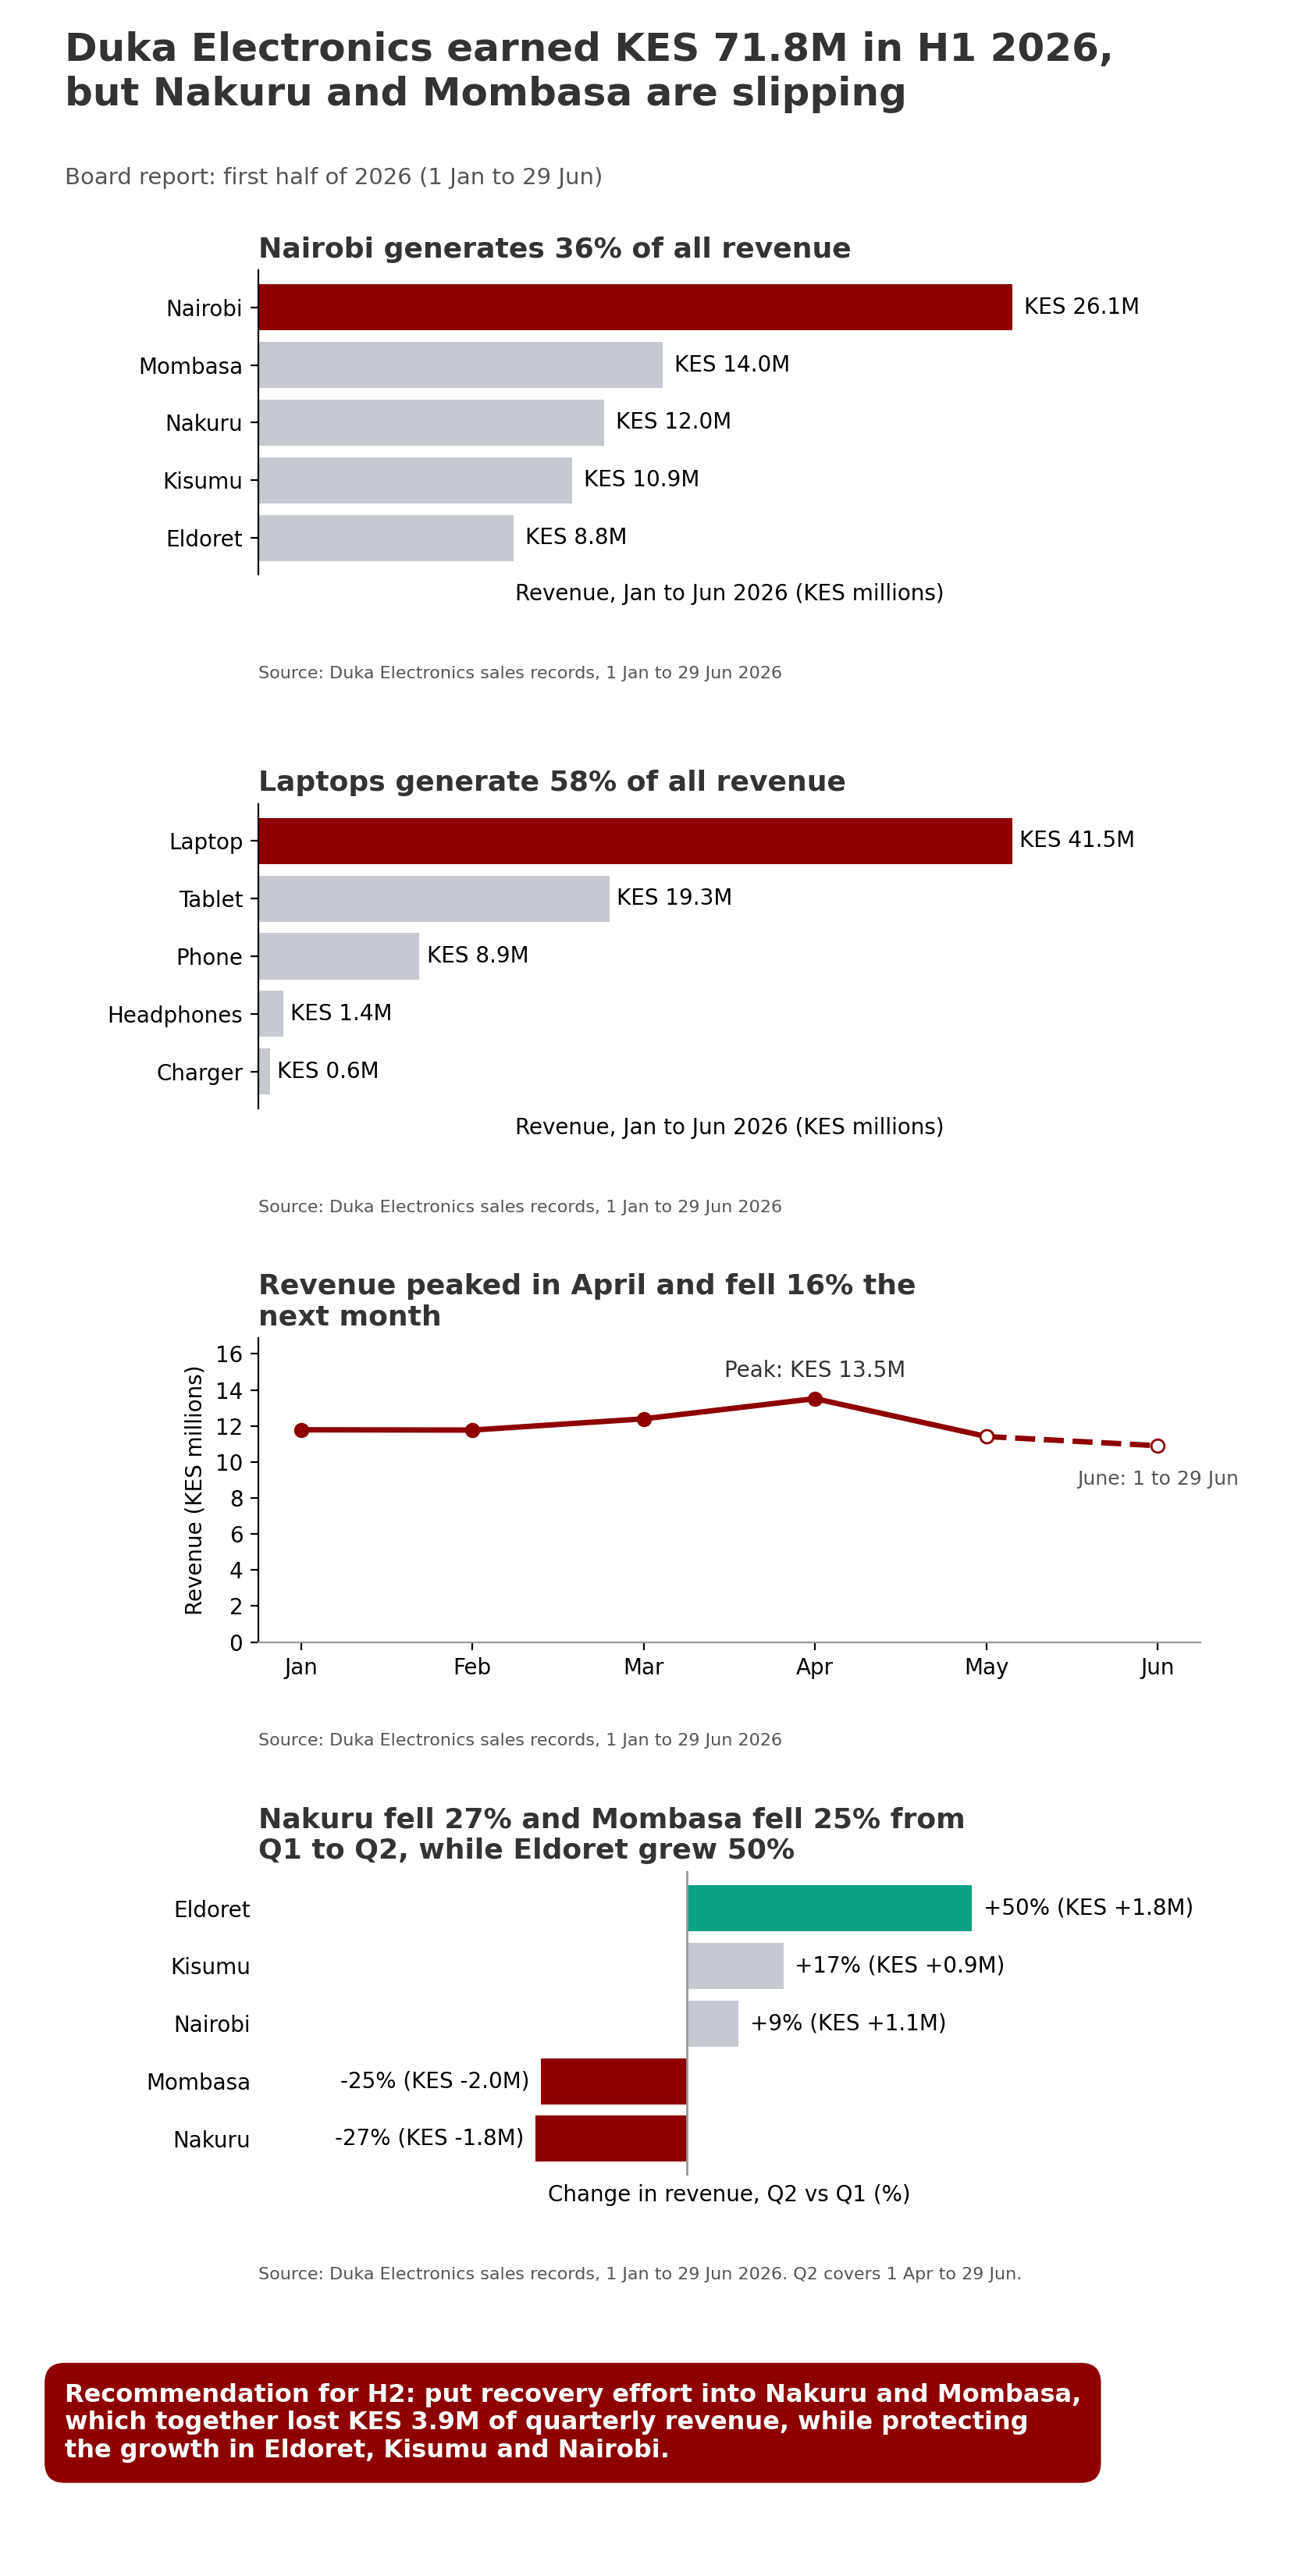 Duka Electronics earned KES 71.8M in H1 2026,
but Nakuru and Mombasa are slipping
Board report: first half of 2026 (1 Jan to 29 Jun)
Nairobi generates 36% of all revenue
Nairobi KES 26.1M
Mombasa KES 14.0M
Nakuru KES 12.0M
Kisumu KES 10.9M
Eldoret KES 8.8M
Revenue, Jan to Jun 2026 (KES millions)
Source: Duka Electronics sales records, 1 Jan to 29 Jun 2026
Laptops generate 58% of all revenue
Laptop KES 41.5M
Tablet KES 19.3M
Phone KES 8.9M
Headphones KES 1.4M
Charger KES 0.6M
Revenue, Jan to Jun 2026 (KES millions)
Source: Duka Electronics sales records, 1 Jan to 29 Jun 2026
Revenue peaked in April and fell 16% the
next month
Revenue (KES millions)
16
14
12
10
8
6
4
2
0
Peak: KES 13.5M
June: 1 to 29 Jun
Jan Feb Mar Apr May Jun
Source: Duka Electronics sales records, 1 Jan to 29 Jun 2026
Nakuru fell 27% and Mombasa fell 25% from
Q1 to Q2, while Eldoret grew 50%
Eldoret +50% (KES +1.8M)
Kisumu +17% (KES +0.9M)
Nairobi +9% (KES +1.1M)
Mombasa -25% (KES -2.0M)
Nakuru -27% (KES -1.8M)
Change in revenue, Q2 vs Q1 (%)
Source: Duka Electronics sales records, 1 Jan to 29 Jun 2026. Q2 covers 1 Apr to 29 Jun.
Recommendation for H2: put recovery effort into Nakuru and Mombasa,
which together lost KES 3.9M of quarterly revenue, while protecting
the growth in Eldoret, Kisumu and Nairobi.